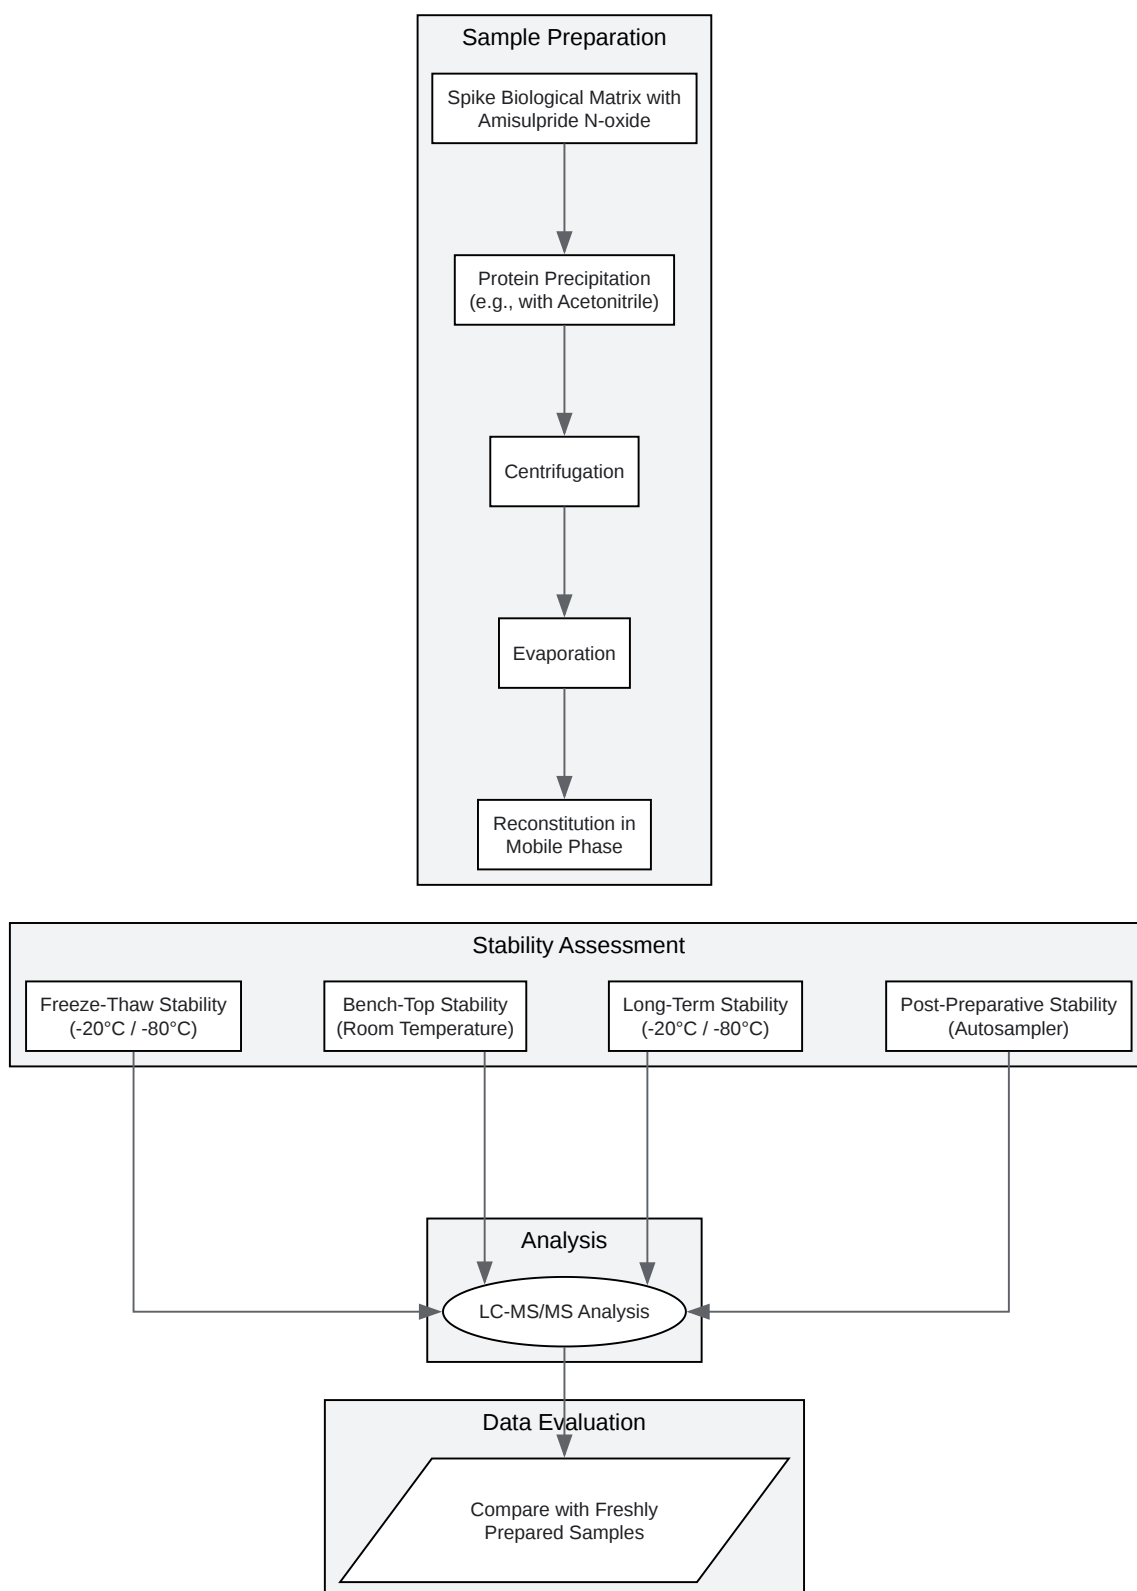 Sample Preparation
Spike Biological Matrix with
Amisulpride N-oxide
Protein Precipitation
(e.g., with Acetonitrile)
Centrifugation
Evaporation
Reconstitution in
Mobile Phase
Stability Assessment
Freeze-Thaw Stability
(-20°C / -80°C)
Bench-Top Stability
(Room Temperature)
Long-Term Stability
(-20°C / -80°C)
Post-Preparative Stability
(Autosampler)
Analysis
LC-MS/MS Analysis
Data Evaluation
Compare with Freshly
Prepared Samples